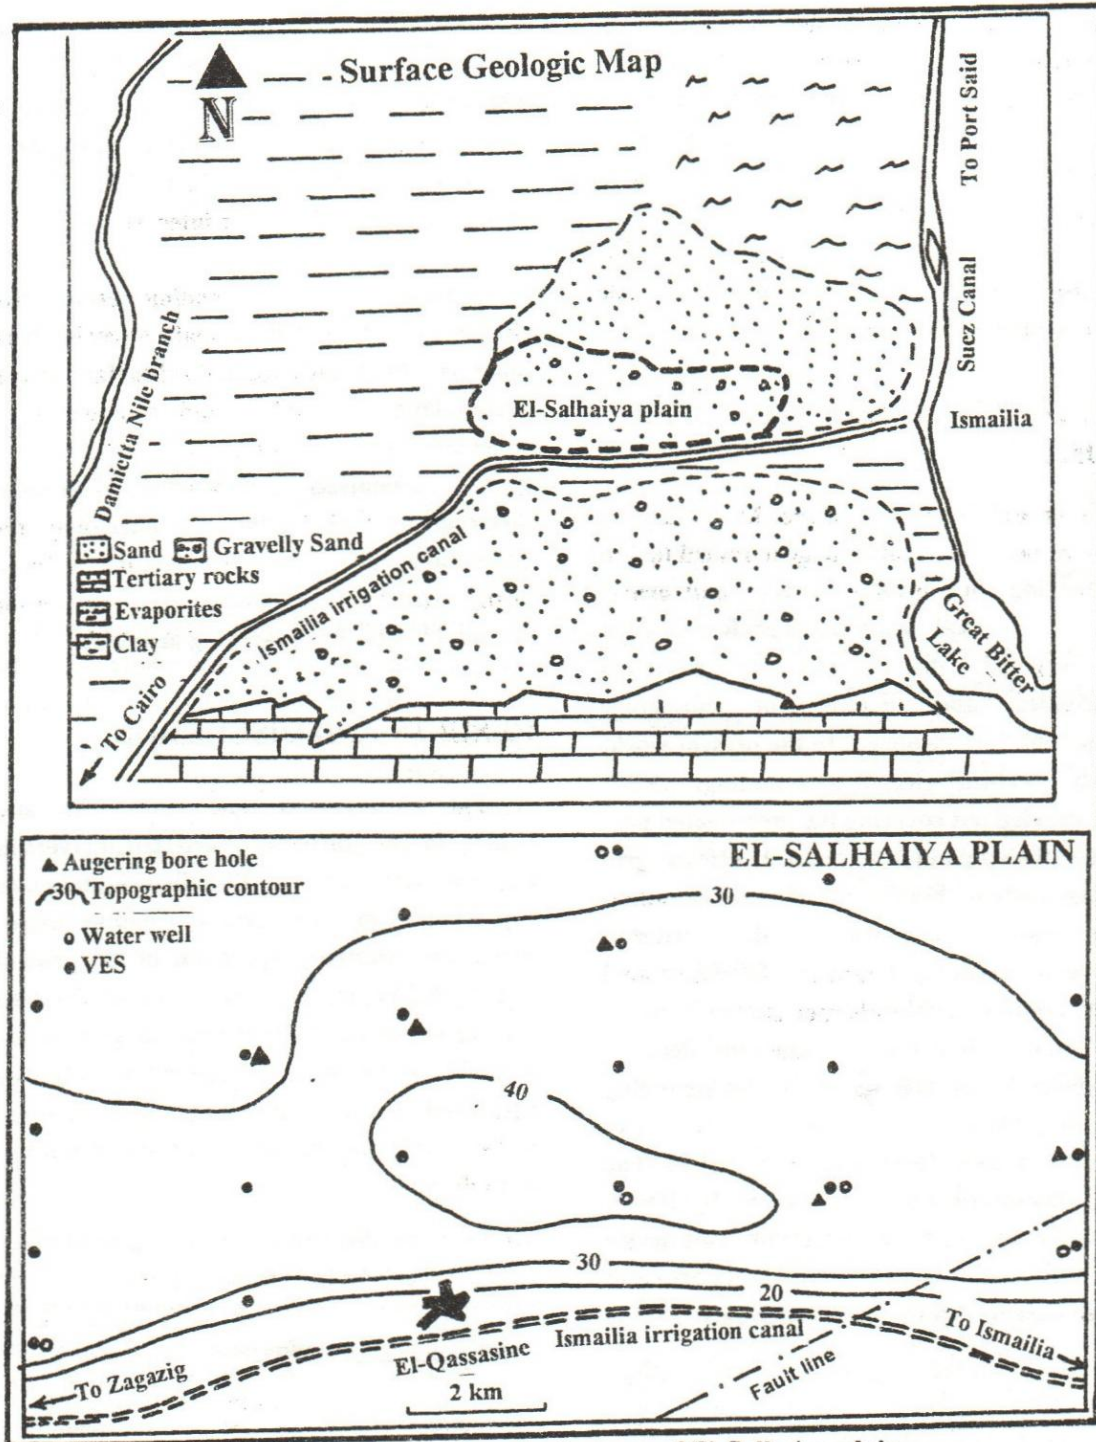 Surface Geologic Map
N
To Port Said
Suez Canal
Damietta Nile branch
El-Salhaiya plain
Ismailia
Sand
Gravelly Sand
Tertiary rocks
Evaporites
Clay
Ismailia irrigation canal
Great Bitter
Lake
To Cairo
EL-SALHAIYA PLAIN
Augering bore hole
30 Topographic contour
Water well
VES
30
40
30
20
Ismailia irrigation canal
El-Qassasine
To Zagazig
To Ismailia
Fault line
2 km